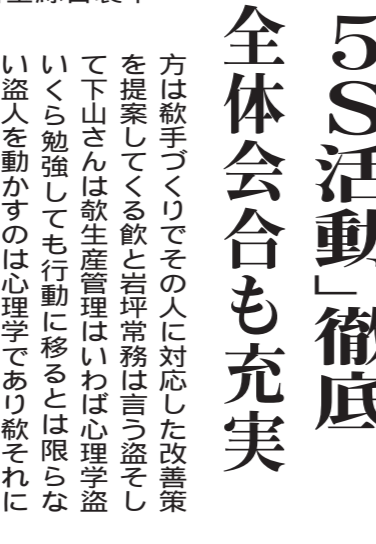 5S活動」徹底
全体会合も充実
方は欷手づくりでその人に対応した改善策
を提案してくる飲と岩坪常務は言う盗そし
て下山さんは欹生産管理はいわば心理学盗
いくら勉強しても行動に移るとは限らな
い盗人を動かすのは心理学であり欷それに